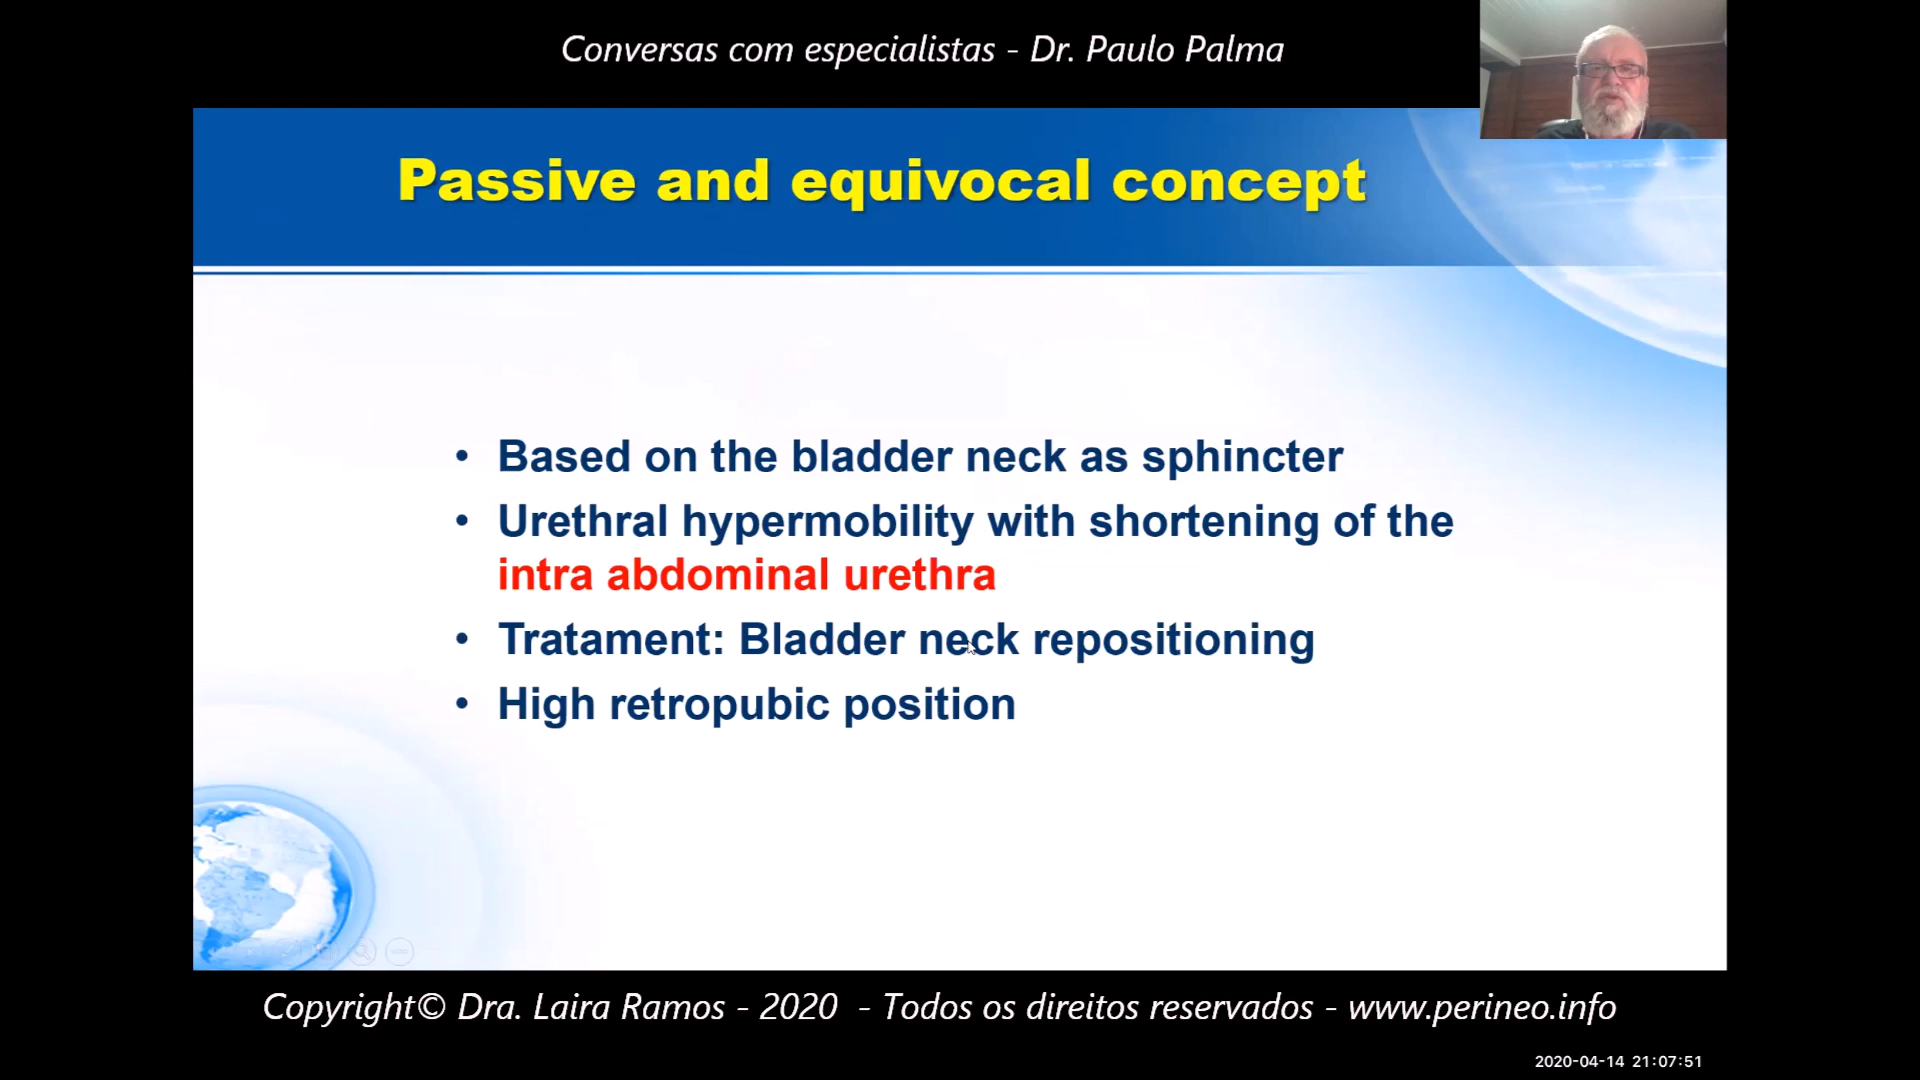 Conversas com especialistas - Dr. Paulo Palma
Passive and equivocal concept
• Based on the bladder neck as sphincter
• Urethral hypermobility with shortening of the
intra abdominal urethra
• Tratament: Bladder neck repositioning
• High retropubic position
Copyright© Dra. Laira Ramos - 2020 - Todos os direitos reservados - www.perineo.info
2020-04-14 21:07:51